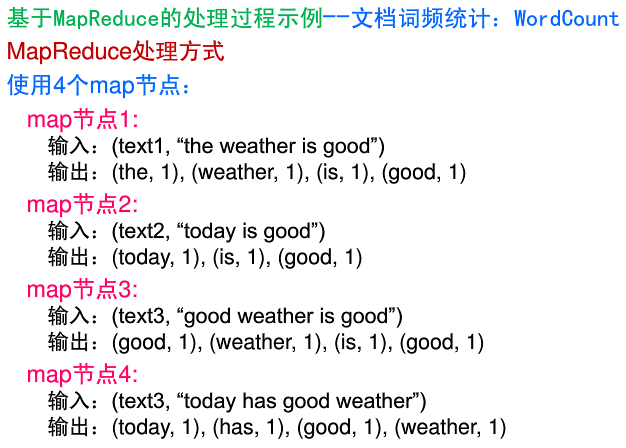 基于MapReduce的处理过程示例--文档词频统计：WordCount
MapReduce处理方式
使用4个map节点：
map节点1:
输入：(text1, “the weather is good”)
输出：(the, 1), (weather, 1), (is, 1), (good, 1)
map节点2:
输入：(text2, “today is good”)
输出：(today, 1), (is, 1), (good, 1)
map节点3:
输入：(text3, “good weather is good”)
输出：(good, 1), (weather, 1), (is, 1), (good, 1)
map节点4:
输入：(text3, “today has good weather”)
输出：(today, 1), (has, 1), (good, 1), (weather, 1)